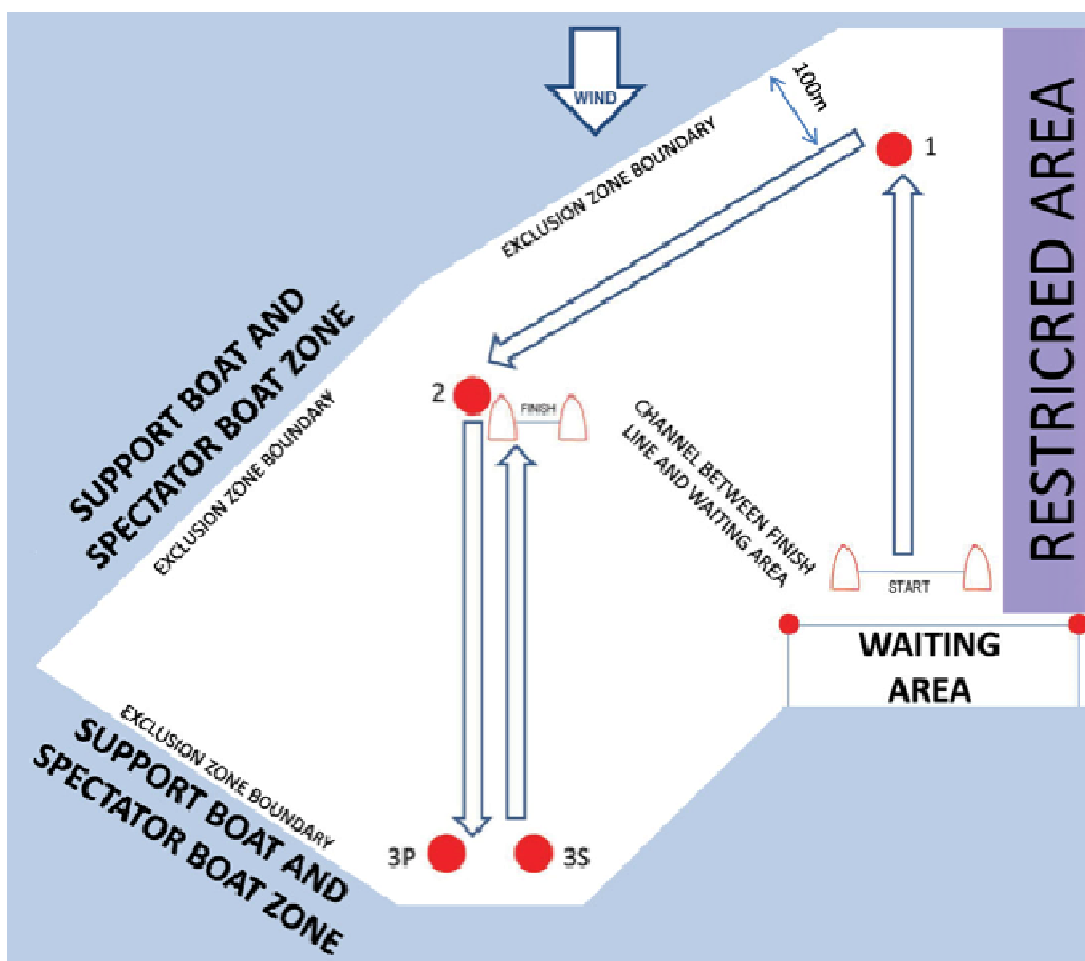 WIND
100m
1
EXCLUSION ZONE BOUNDARY
RESTRICRED AREA
SUPPORT BOAT AND
SPECTATOR BOAT ZONE
EXCLUSION ZONE BOUNDARY
2
FINISH
CHANNEL BETWEEN FINISH
LINE AND WAITING AREA
START
WAITING
AREA
EXCLUSION ZONE BOUNDARY
SUPPORT BOAT AND
SPECTATOR BOAT ZONE
3P
3S